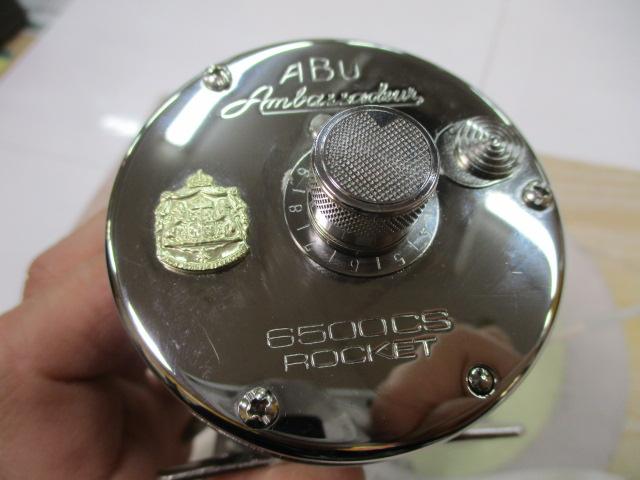 ABU
Ambassadeur
6500CS
ROCKET